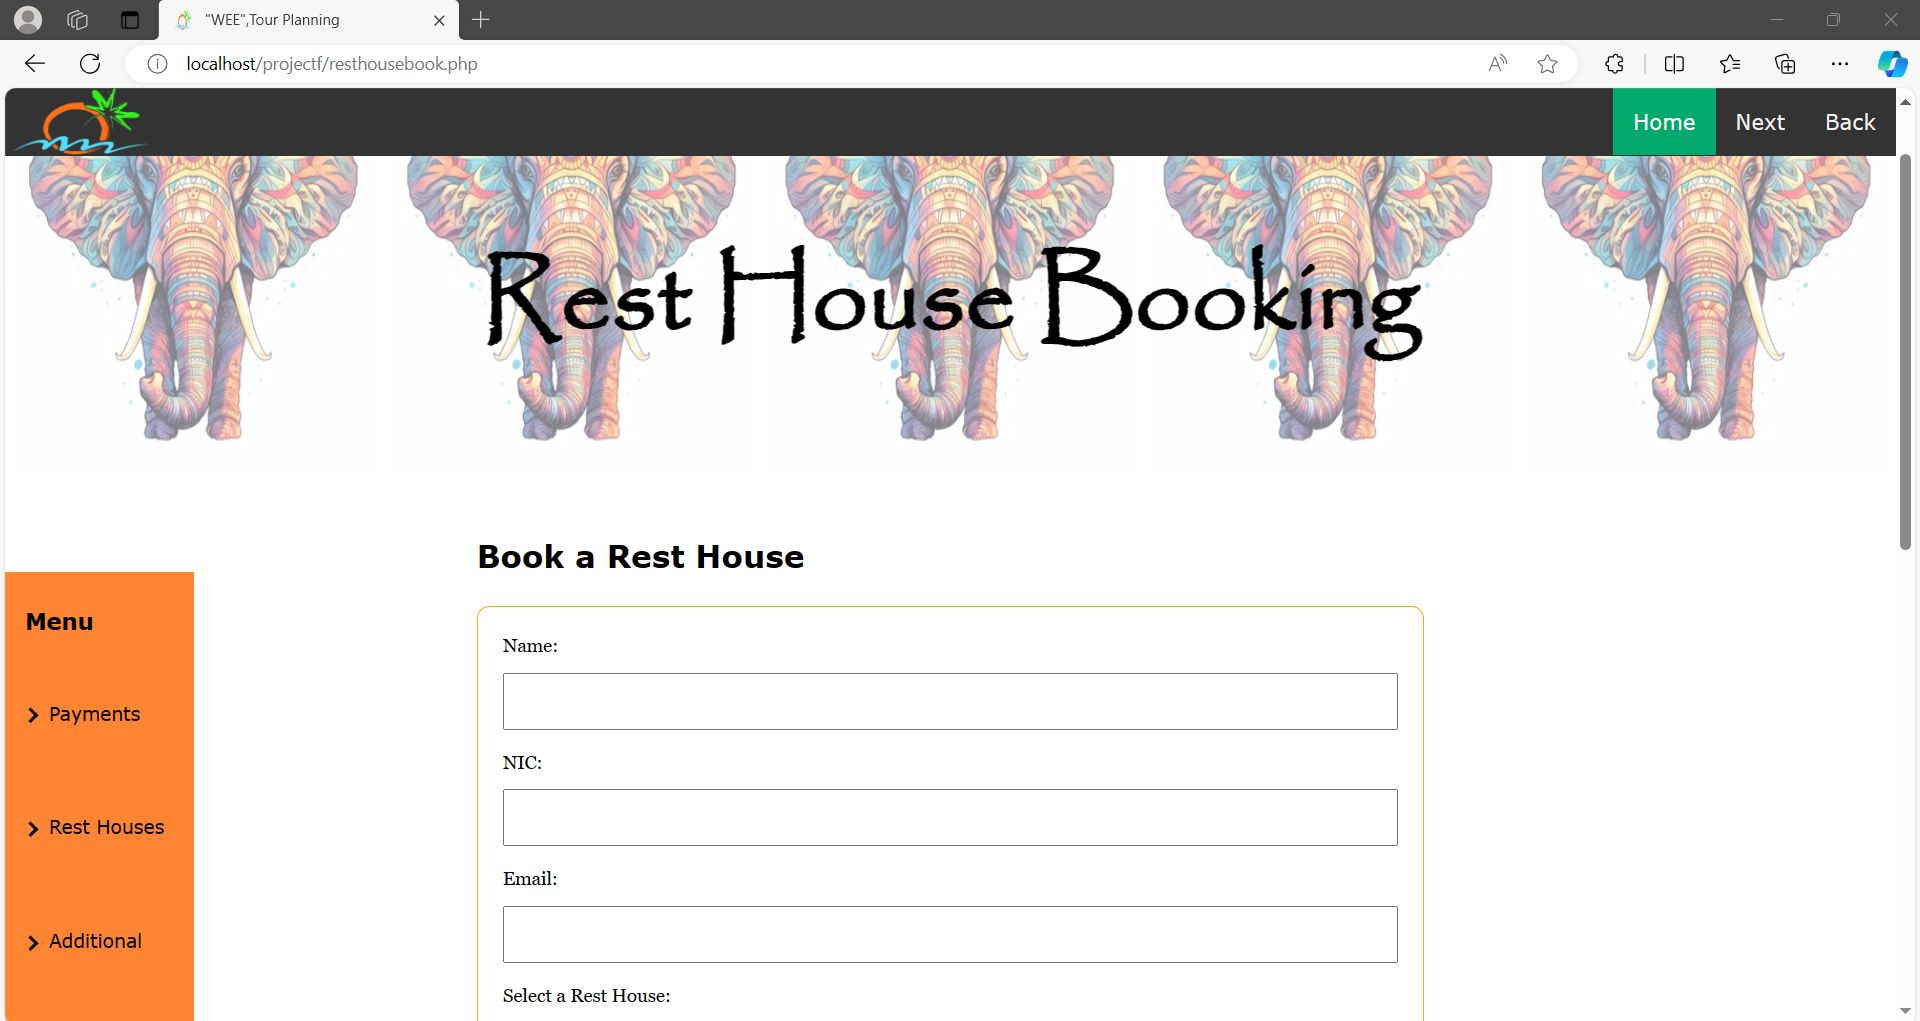 "WEE",Tour Planning
localhost/projectf/resthousebook.php
Home Next Back
Rest House Booking
Book a Rest House
Menu
Payments
Rest Houses
Additional
Name:
NIC:
Email:
Select a Rest House: